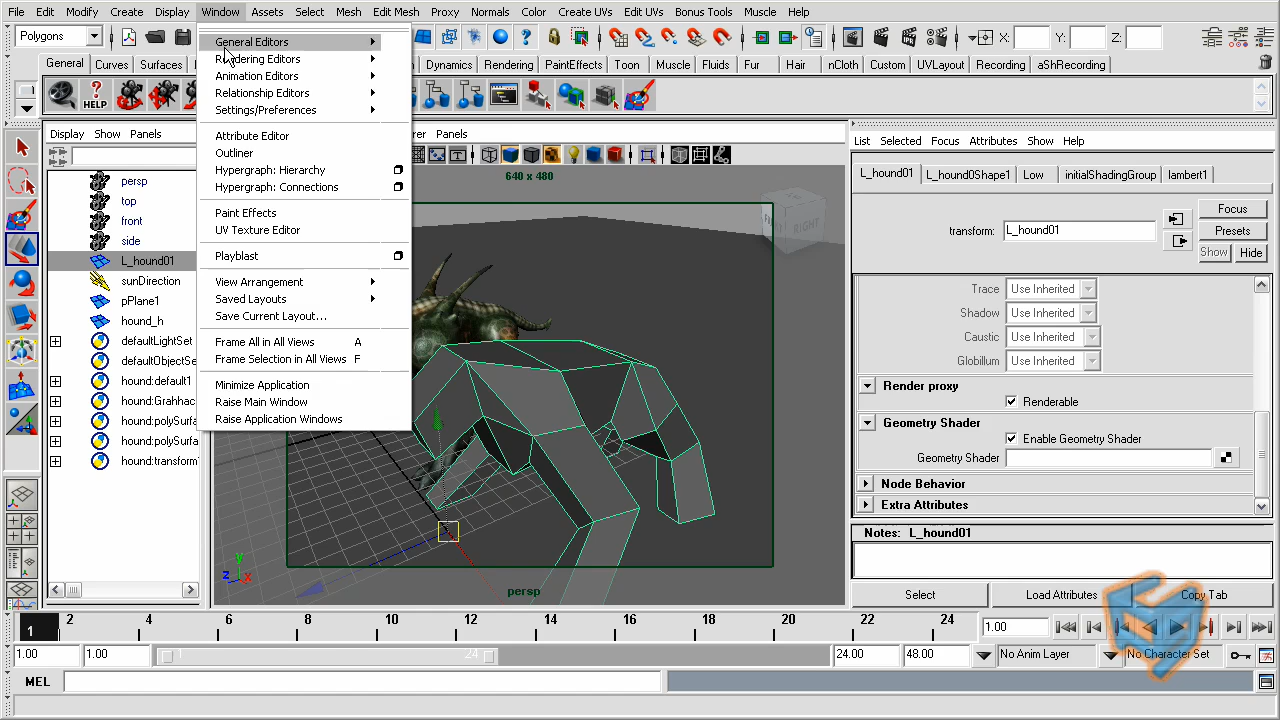 File Edit Modify Create Display Window Assets Select Mesh Edit Mesh Proxy Normals Color Create UVs Edit UVs Bonus Tools Muscle Help
Polygons X: Y: Z:
General Curves Surfaces Dynamics Rendering PaintEffects Toon Muscle Fluids Fur Hair nCloth Custom UVLayout Recording aShRecording
HELP
General Editors
Rendering Editors
Animation Editors
Relationship Editors
Settings/Preferences
Attribute Editor
Outliner
Hypergraph: Hierarchy
Hypergraph: Connections
Paint Effects
UV Texture Editor
Playblast
View Arrangement
Saved Layouts
Save Current Layout...
Frame All in All Views A
Frame Selection in All Views F
Minimize Application
Raise Main Window
Raise Application Windows
Display Show Panels
persp
top
front
side
L_hound01
sunDirection
pPlane1
hound_h
defaultLightSet
defaultObjectSe
hound:default1
hound:Grahhac
hound:polySurfa
hound:polySurfa
hound:transform
rer Panels
640 x 480
RIGHT
y
z x
persp
List Selected Focus Attributes Show Help
L_hound01 L_hound0Shape1 Low initialShadingGroup lambert1
transform: L_hound01
Focus
Presets
Show Hide
Trace Use Inherited
Shadow Use Inherited
Caustic Use Inherited
Globillum Use Inherited
Render proxy
Renderable
Geometry Shader
Enable Geometry Shader
Geometry Shader
Node Behavior
Extra Attributes
Notes: L_hound01
Select Load Attributes Copy Tab
1 2 4 6 8 10 12 14 16 18 20 22 24 1.00
1.00 1.00 1 24 24.00 48.00 No Anim Layer No Character Set
MEL